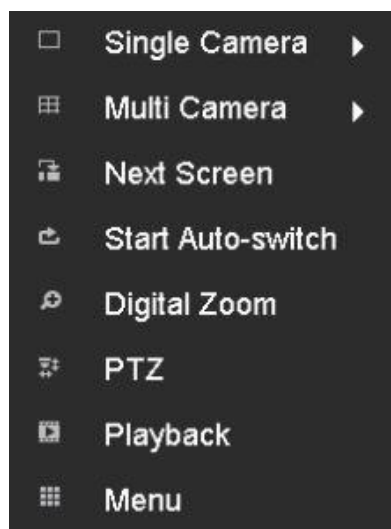 Single Camera
Multi Camera
Next Screen
Start Auto-switch
Digital Zoom
PTZ
Playback
Menu